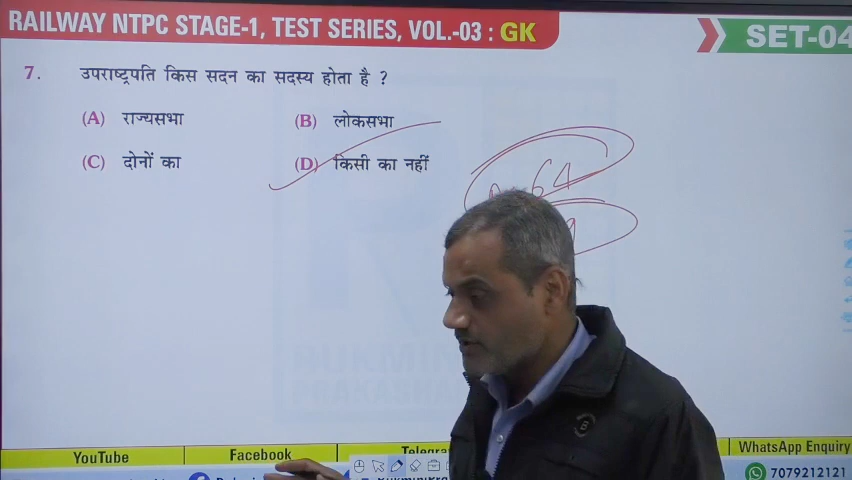 RAILWAY NTPC STAGE-1, TEST SERIES, VOL.-03 : GK
SET-04
7. उपराष्ट्रपति किस सदन का सदस्य होता है ?
(A) राज्यसभा (B) लोकसभा
(C) दोनों का (D) किसी का नहीं
64
YouTube Facebook WhatsApp Enquiry
7079212121